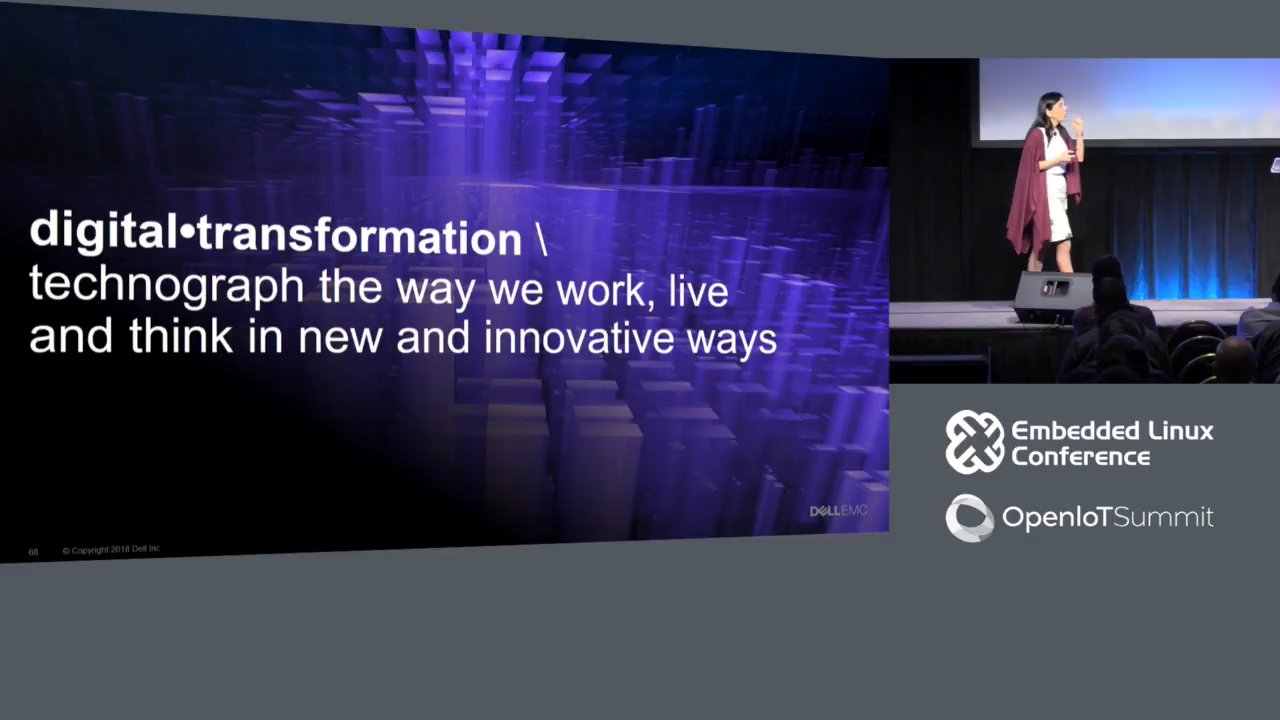 digital•transformation \
technograph the way we work, live
and think in new and innovative ways
DELLEMC
68 © Copyright 2018 Dell Inc
Embedded Linux
Conference
OpenIoTSummit